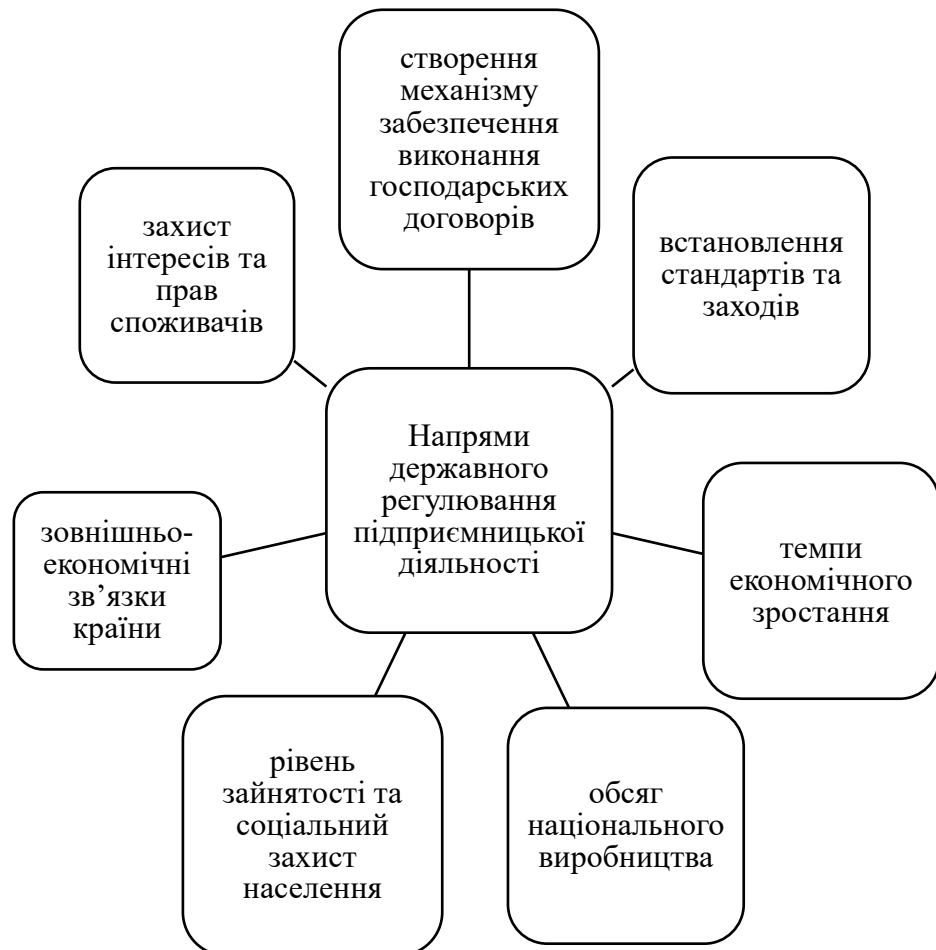 створення
механізму
забезпечення
виконання
господарських
договорів
встановлення
стандартів та
заходів
темпи
економічного
зростання
обсяг
національного
виробництва
рівень
зайнятості та
соціальний
захист
населення
зовнішньо-
економічні
зв’язки
країни
захист
інтересів та
прав
споживачів
Напрями
державного
регулювання
підприємницької
діяльності